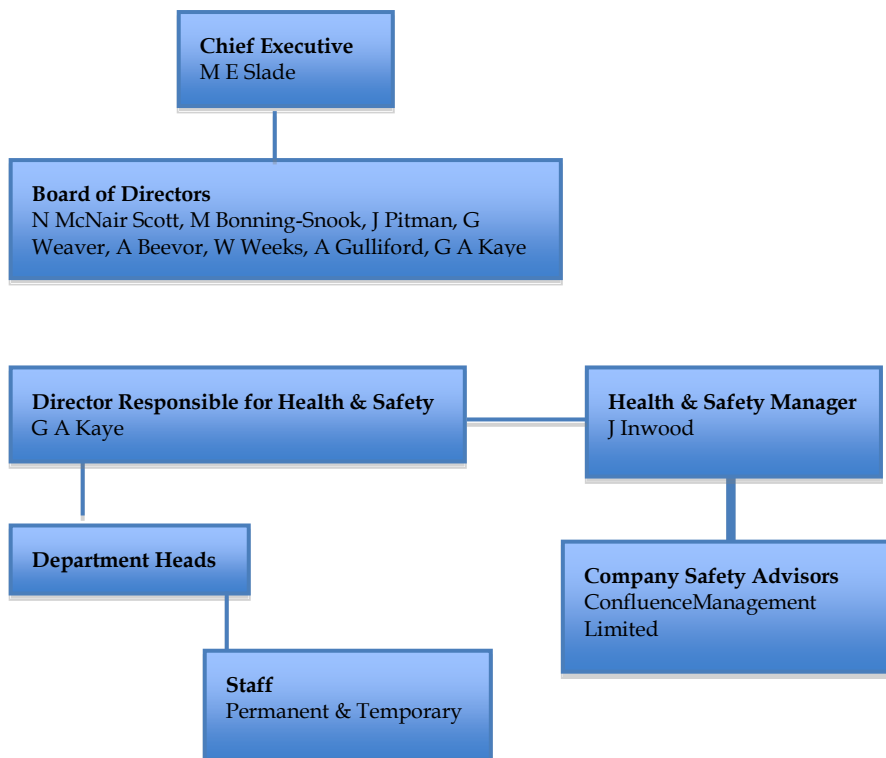 Chief Executive
M E Slade
Board of Directors
N McNair Scott, M Bonning-Snook, J Pitman, G
Weaver, A Beevor, W Weeks, A Gulliford, G A Kaye
Director Responsible for Health & Safety
G A Kaye
Health & Safety Manager
J Inwood
Department Heads
Company Safety Advisors
ConfluenceManagement
Limited
Staff
Permanent & Temporary